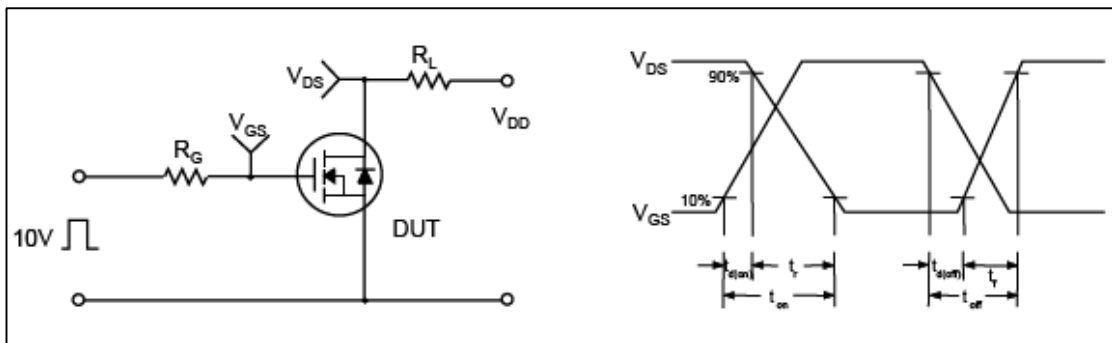 R_L
V_DS
V_DD
V_GS
R_G
10V
DUT
V_DS
90%
10%
V_GS
t_d(on)
t_r
t_on
t_d(off)
t_f
t_off